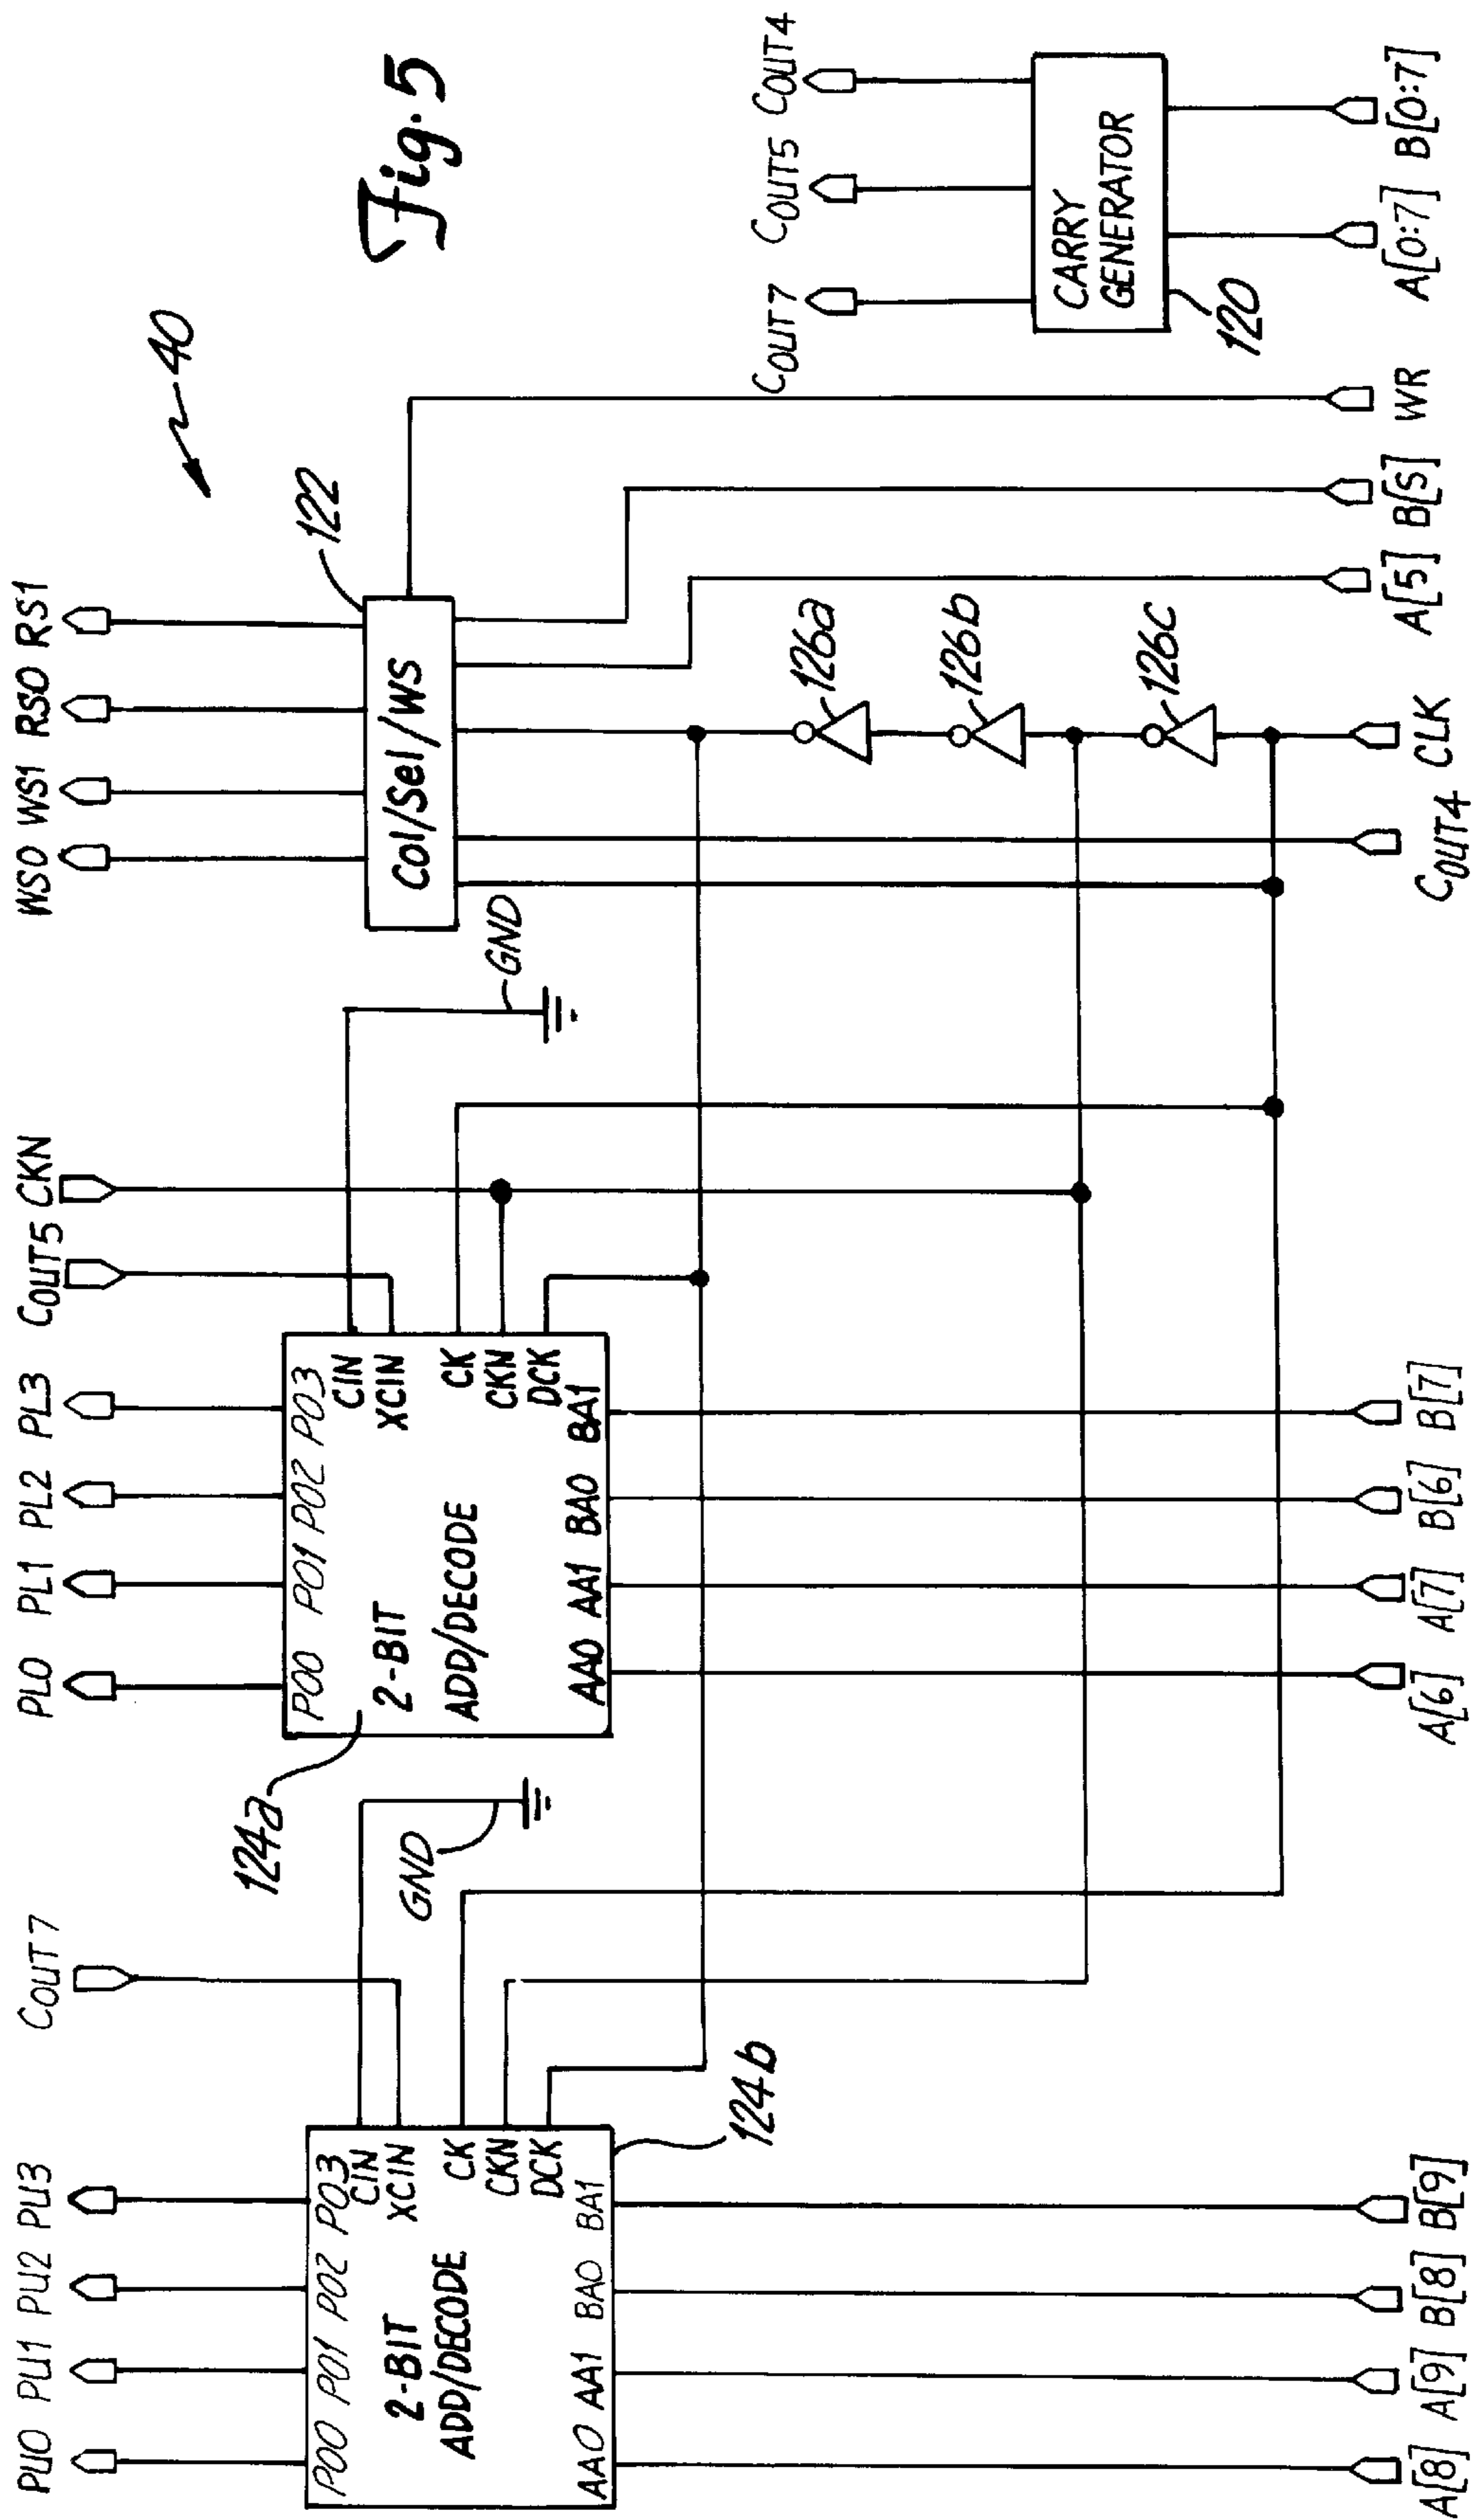 Fig. 5
40
PU0 PU1 PU2 PU3
COUT7
PL0 PL1 PL2 PL3
COUT5 CKN
WS0 WS1 RS0 RS1
P00 P01 P02 P03
CIN
XCIN
CK
CKN
DCK
2-BIT
ADD/DECODE
AA0 AA1 BA0 BA1
124b
GND
124a
P00 P01 P02 P03
CIN
XCIN
CK
CKN
DCK
2-BIT
ADD/DECODE
AA0 AA1 BA0 BA1
GND
Col/Sel/WS
122
126a
126b
126c
COUT7 COUT5 COUT4
CARRY
GENERATOR
120
A[8] A[9] B[8] B[9]
A[6] A[7] B[6] B[7]
COUT4 CLK
A[5] B[S] WR
A[0:7] B[0:7]